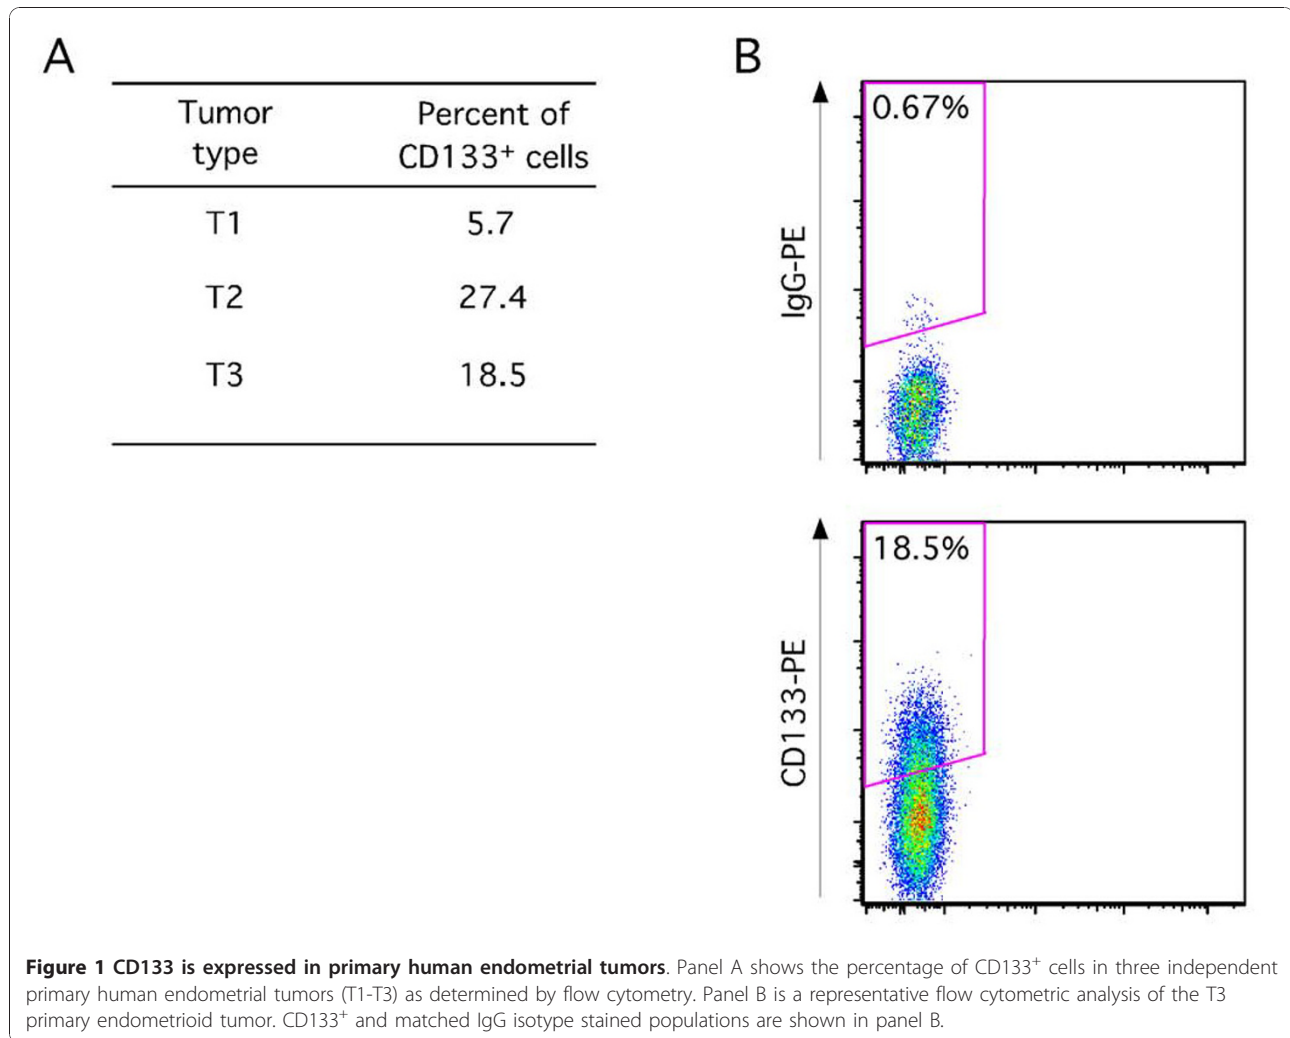 A
Tumor type
Percent of CD133⁺ cells
T1 5.7
T2 27.4
T3 18.5
B
0.67%
IgG-PE
18.5%
CD133-PE
Figure 1 CD133 is expressed in primary human endometrial tumors. Panel A shows the percentage of CD133⁺ cells in three independent
primary human endometrial tumors (T1-T3) as determined by flow cytometry. Panel B is a representative flow cytometric analysis of the T3
primary endometrioid tumor. CD133⁺ and matched IgG isotype stained populations are shown in panel B.